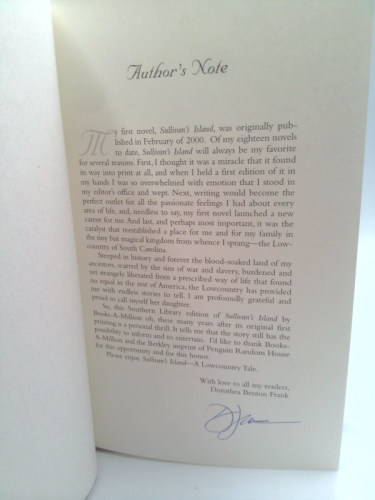 Author's Note
My first novel, Sullivan's Island, was originally pub-
lished in February of 2000. Of my eighteen novels
to date, Sullivan's Island will always be my favorite
for several reasons. First, I thought it was a miracle that it found
its way into print at all, and when I held a first edition of it in
my hands I was so overwhelmed with emotion that I stood in
my editor's office and wept. Next, writing would become the
perfect outlet for all the passionate feelings I had about every
area of life, and, needless to say, my first novel launched a new
career for me. And last, and perhaps most important, it was the
catalyst that reestablished a place for me and for my family in
the tiny but magical kingdom from whence I sprung—the Low-
country of South Carolina.
Steeped in history and forever the blood-soaked land of my
ancestors, scarred by the sins of war and slavery, burdened and
yet strangely liberated from a prescribed way of life that found
no equal in the rest of America, the Lowcountry has provided
me with endless stories to tell. I am profoundly grateful and
proud to call myself her daughter.
So, this Southern Library edition of Sullivan's Island by
Books-A-Million oh, these many years after its original first
printing is a personal thrill. It tells me that the story still has the
possibility to inform and to entertain. I'd like to thank Books-
A-Million and the Berkley imprint of Penguin Random House
for this opportunity and for this honor.
Please enjoy Sullivan's Island—A Lowcountry Tale.
With love to all my readers,
Dorothea Benton Frank